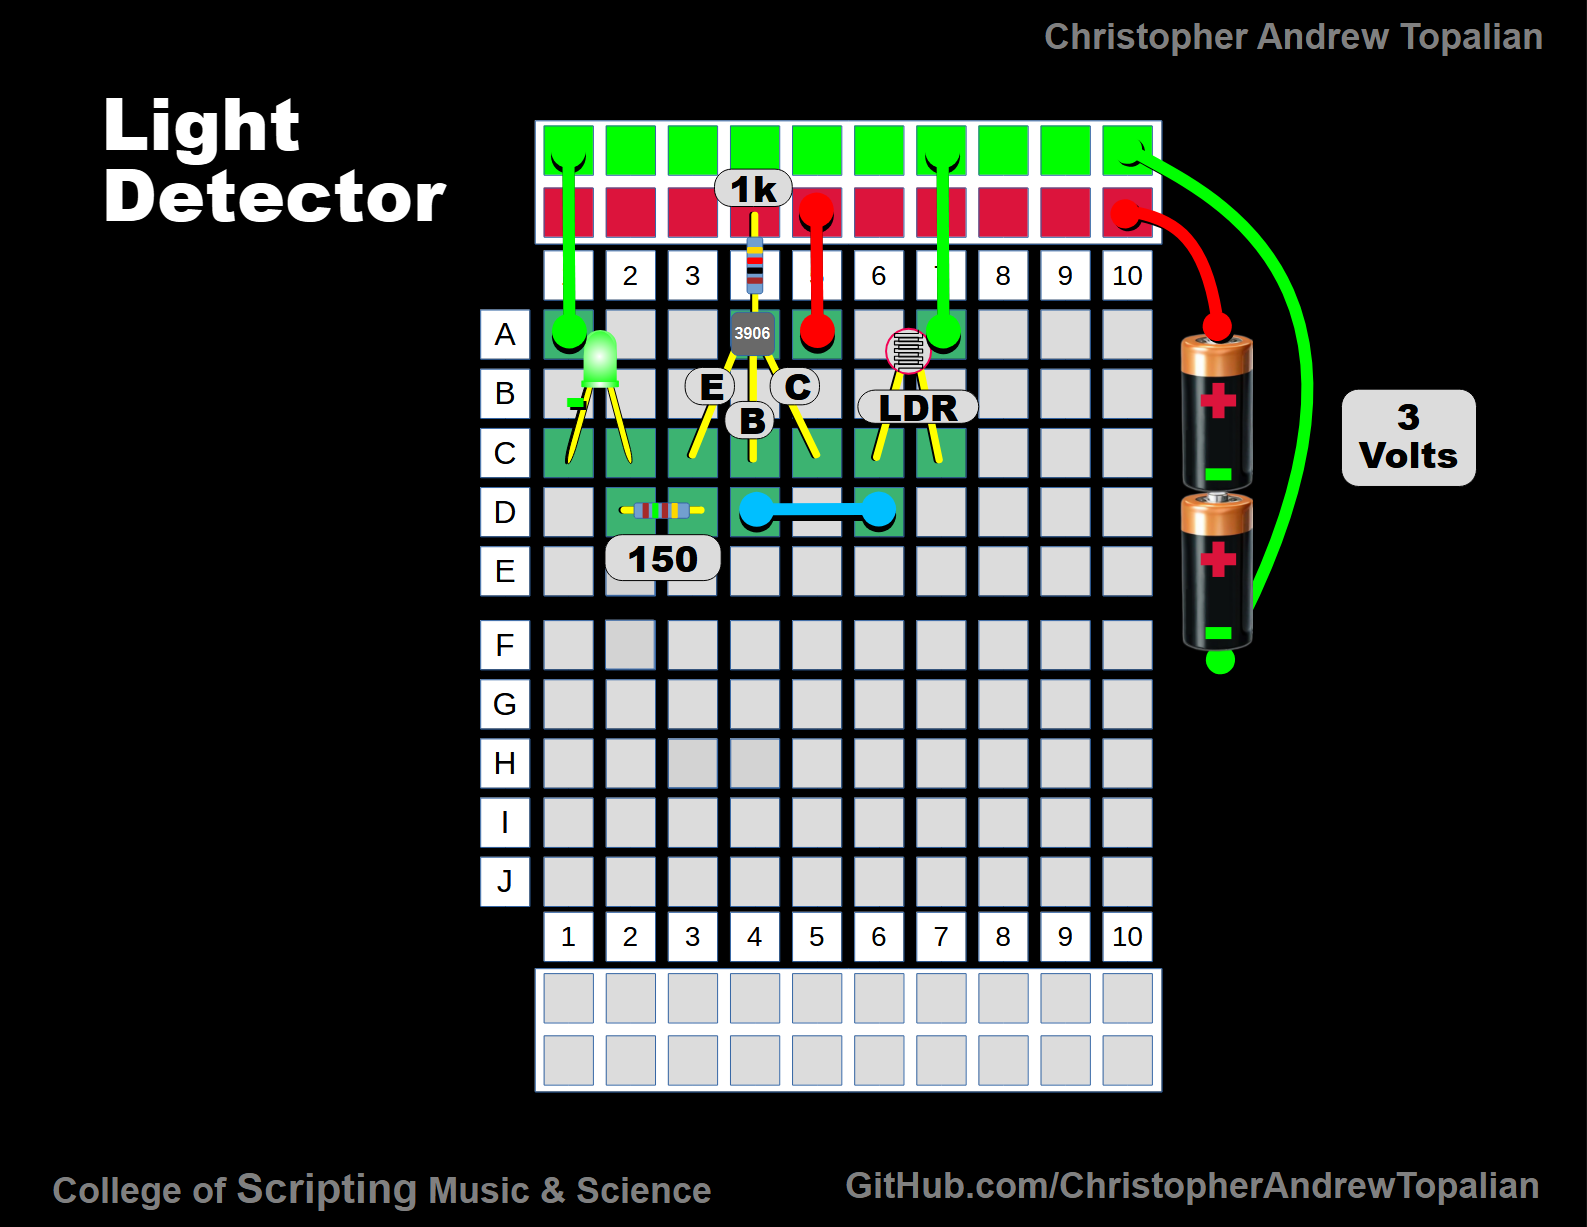 Christopher Andrew Topalian
Light
Detector
1k
2 3 6 8 9 10
A
3906
B
E
B
C
LDR
3
Volts
C
D
150
E
F
G
H
I
J
1 2 3 4 5 6 7 8 9 10
College of Scripting Music & Science
GitHub.com/ChristopherAndrewTopalian